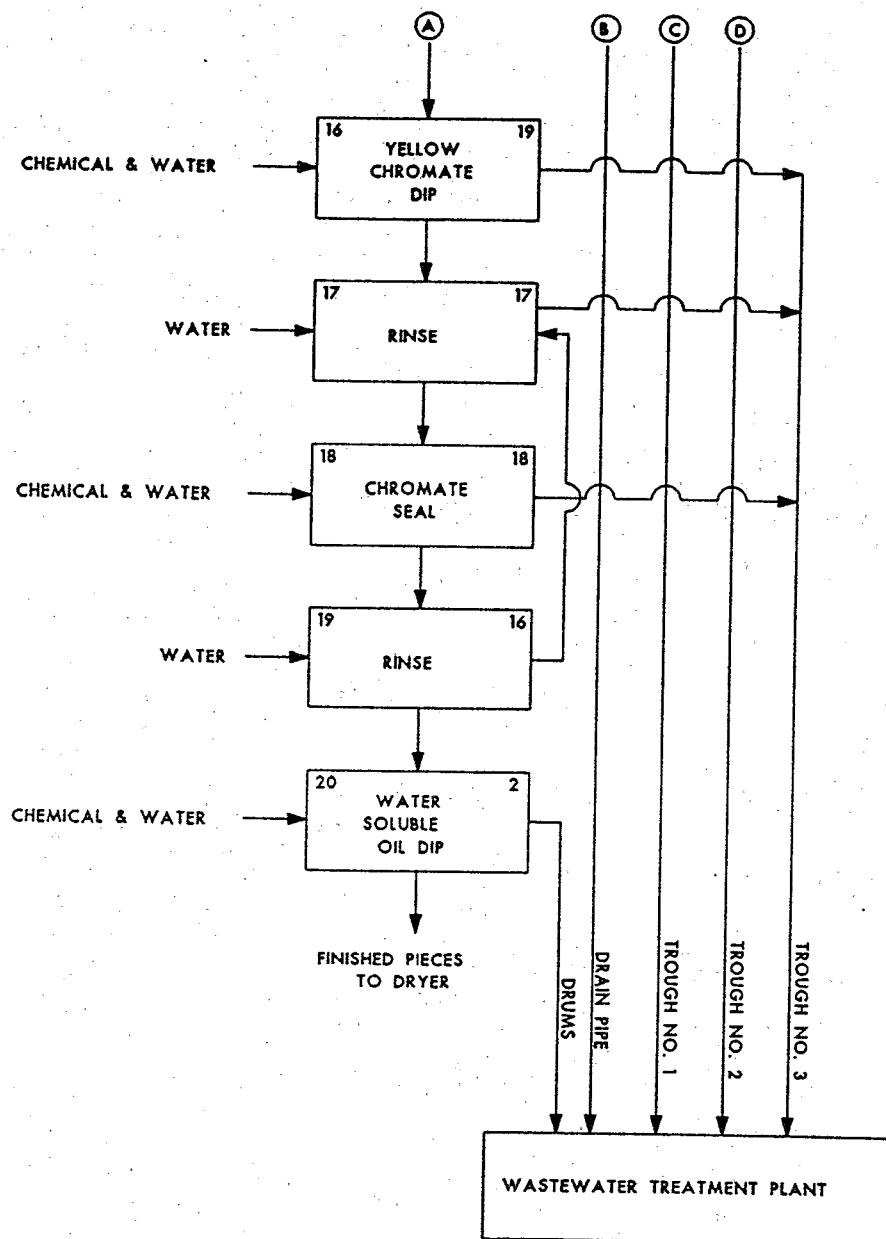 A B C D
16 19
YELLOW
CHROMATE
DIP
CHEMICAL & WATER
17 17
RINSE
WATER
18 18
CHROMATE
SEAL
CHEMICAL & WATER
19 16
RINSE
WATER
20 2
WATER
SOLUBLE
OIL DIP
CHEMICAL & WATER
FINISHED PIECES
TO DRYER
DRUMS
DRAIN PIPE
TROUGH NO. 1
TROUGH NO. 2
TROUGH NO. 3
WASTEWATER TREATMENT PLANT